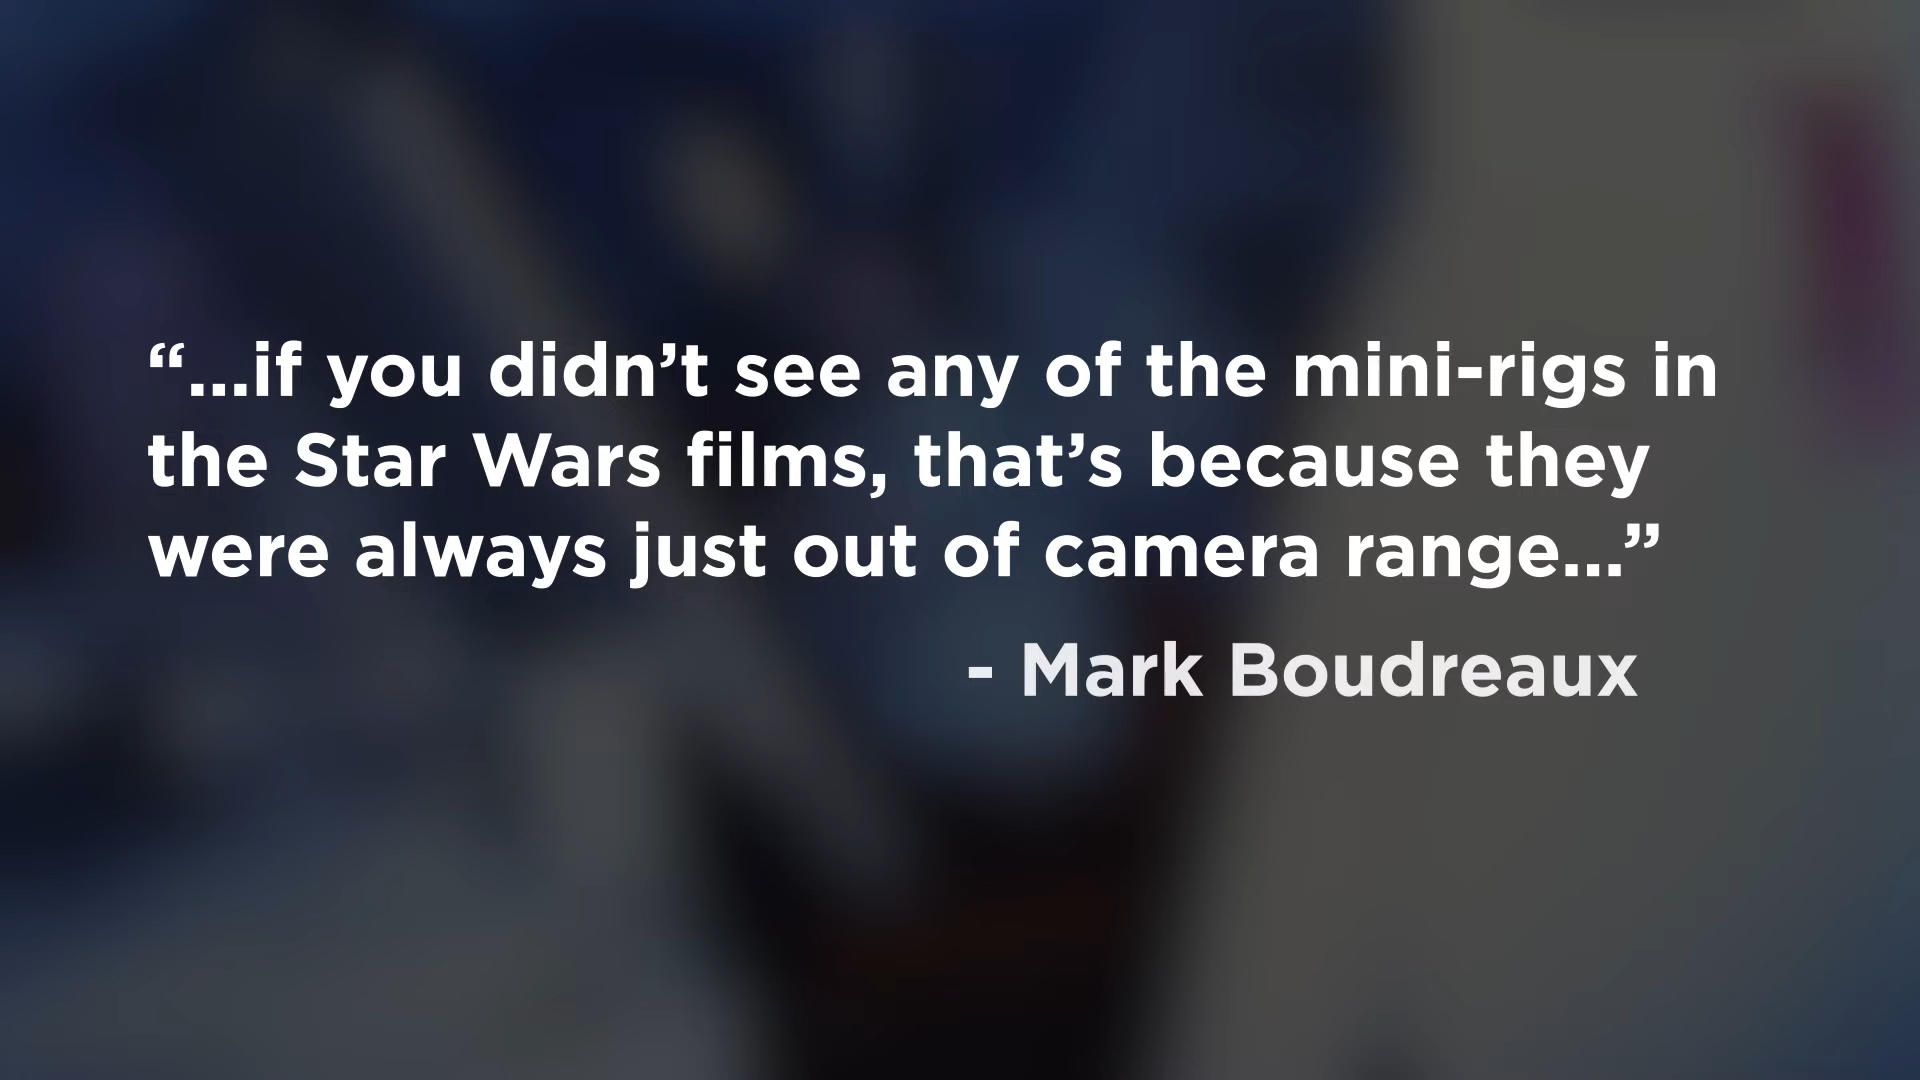 “...if you didn’t see any of the mini-rigs in
the Star Wars films, that’s because they
were always just out of camera range...”
- Mark Boudreaux